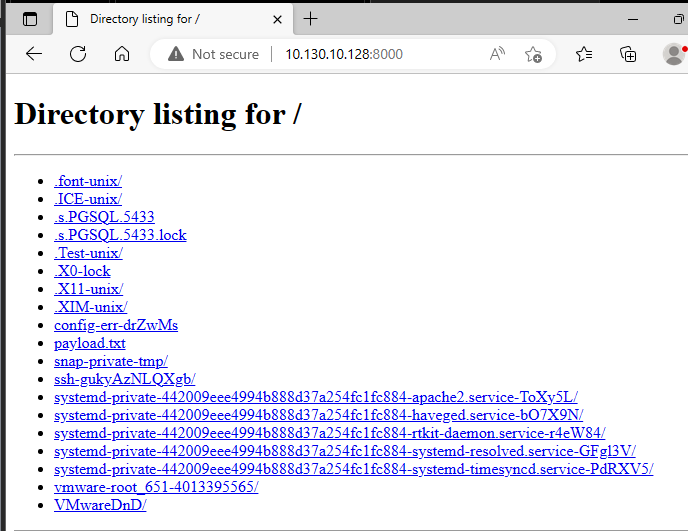 Directory listing for /
Not secure
10.130.10.128:8000
Directory listing for /
.font-unix/
.ICE-unix/
.s.PGSQL.5433
.s.PGSQL.5433.lock
.Test-unix/
.X0-lock
.X11-unix/
.XIM-unix/
config-err-drZwMs
payload.txt
snap-private-tmp/
ssh-gukyAzNLQXgb/
systemd-private-442009eee4994b888d37a254fc1fc884-apache2.service-ToXy5L/
systemd-private-442009eee4994b888d37a254fc1fc884-haveged.service-bO7X9N/
systemd-private-442009eee4994b888d37a254fc1fc884-rtkit-daemon.service-r4eW84/
systemd-private-442009eee4994b888d37a254fc1fc884-systemd-resolved.service-GFgl3V/
systemd-private-442009eee4994b888d37a254fc1fc884-systemd-timesyncd.service-PdRXV5/
vmware-root_651-4013395565/
VMwareDnD/